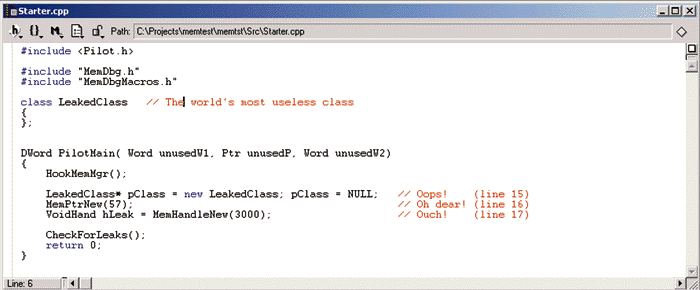 Starter.cpp
h {} M Path: C:\Projects\memtest\memtst\Src\Starter.cpp
#include <Pilot.h>
#include "MemDbg.h"
#include "MemDbgMacros.h"
class LeakedClass // The world's most useless class
{
};
DWord PilotMain( Word unusedW1, Ptr unusedP, Word unusedW2)
{
HookMemMgr();
LeakedClass* pClass = new LeakedClass; pClass = NULL; // Oops! (line 15)
MemPtrNew(57); // Oh dear! (line 16)
VoidHand hLeak = MemHandleNew(3000); // Ouch! (line 17)
CheckForLeaks();
return 0;
}
Line: 6